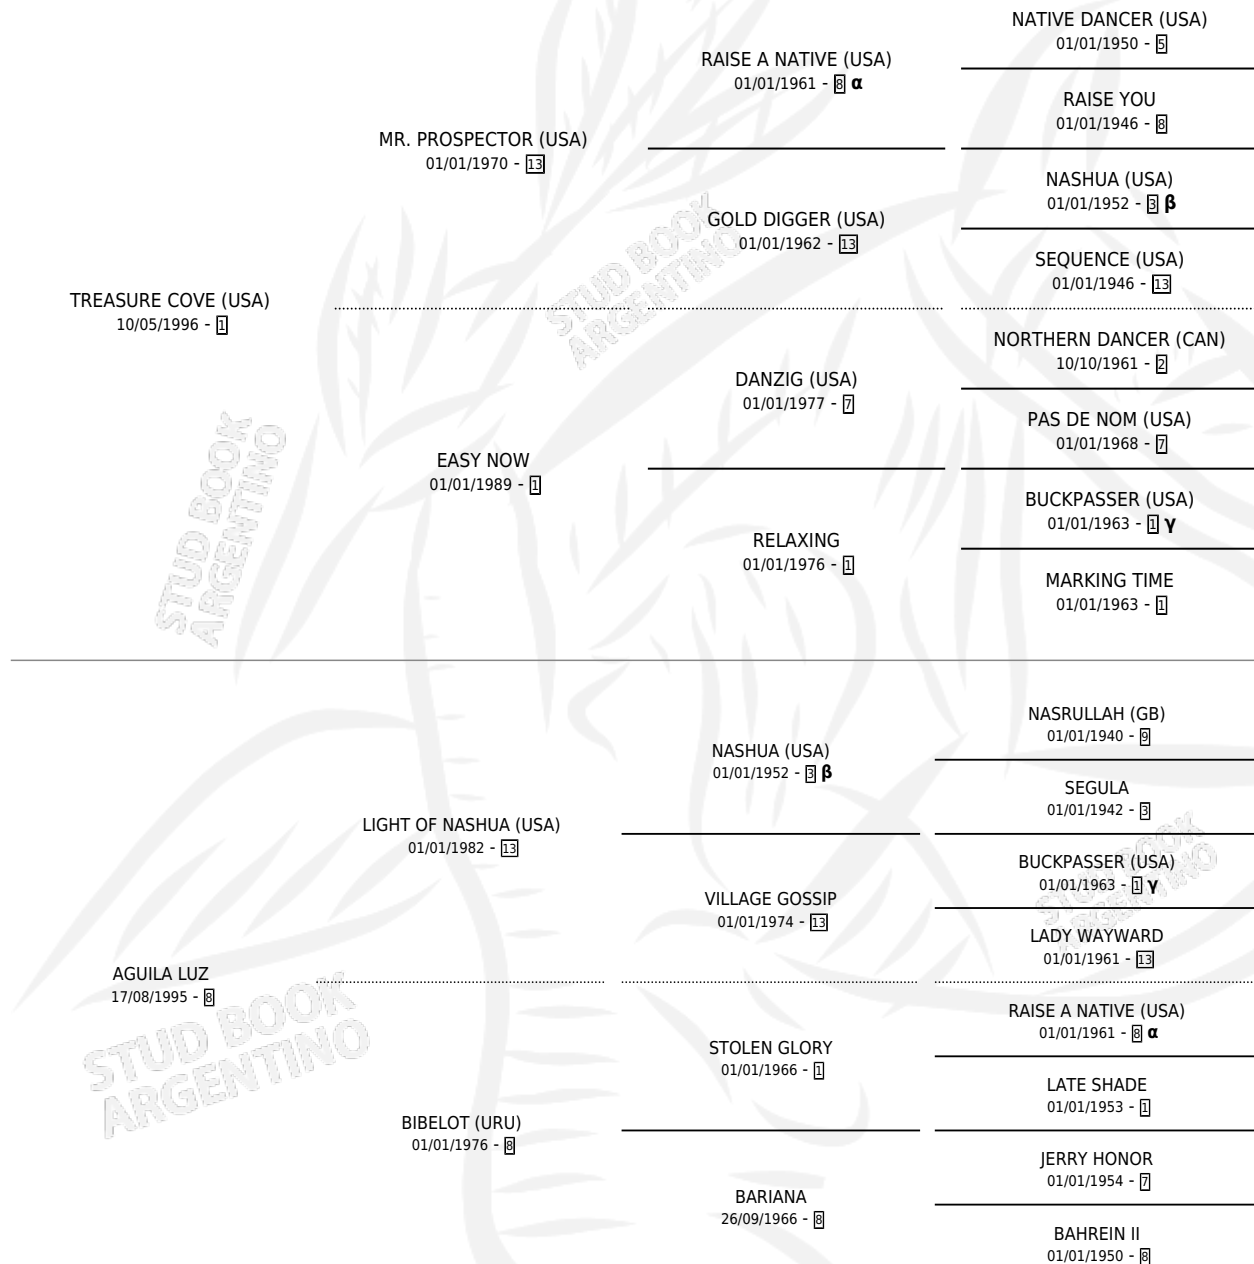 NATIVE DANCER (USA)
01/01/1950 - 5
RAISE A NATIVE (USA)
01/01/1961 - 8 α
RAISE YOU
01/01/1946 - 8
MR. PROSPECTOR (USA)
01/01/1970 - 13
NASHUA (USA)
01/01/1952 - 3 β
GOLD DIGGER (USA)
01/01/1962 - 13
SEQUENCE (USA)
01/01/1946 - 13
TREASURE COVE (USA)
10/05/1996 - 1
STUD BOOK
ARGENTINO
NORTHERN DANCER (CAN)
10/10/1961 - 2
DANZIG (USA)
01/01/1977 - 7
PAS DE NOM (USA)
01/01/1968 - 7
EASY NOW
01/01/1989 - 1
BUCKPASSER (USA)
01/01/1963 - 1 γ
RELAXING
01/01/1976 - 1
MARKING TIME
01/01/1963 - 1
STUD BOOK
ARGENTINO
NASRULLAH (GB)
01/01/1940 - 9
NASHUA (USA)
01/01/1952 - 3 β
SEGULA
01/01/1942 - 3
LIGHT OF NASHUA (USA)
01/01/1982 - 13
BUCKPASSER (USA)
01/01/1963 - 1 γ
VILLAGE GOSSIP
01/01/1974 - 13
LADY WAYWARD
01/01/1961 - 13
STUD BOOK
ARGENTINO
AGUILA LUZ
17/08/1995 - 8
RAISE A NATIVE (USA)
01/01/1961 - 8 α
STOLEN GLORY
01/01/1966 - 1
LATE SHADE
01/01/1953 - 1
STUD BOOK
ARGENTINO
BIBELOT (URU)
01/01/1976 - 8
JERRY HONOR
01/01/1954 - 7
BARIANA
26/09/1966 - 8
BAHREIN II
01/01/1950 - 8